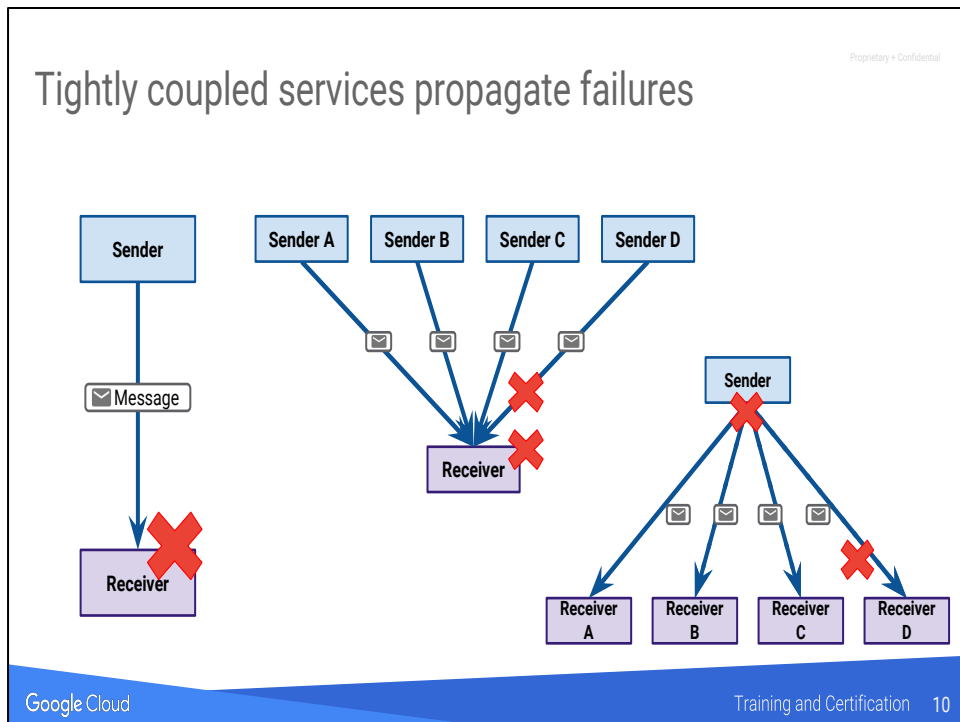 Proprietary + Confidential
Tightly coupled services propagate failures
Sender
Message
Receiver
Sender A
Sender B
Sender C
Sender D
Receiver
Sender
Receiver
A
Receiver
B
Receiver
C
Receiver
D
Google Cloud
Training and Certification 10